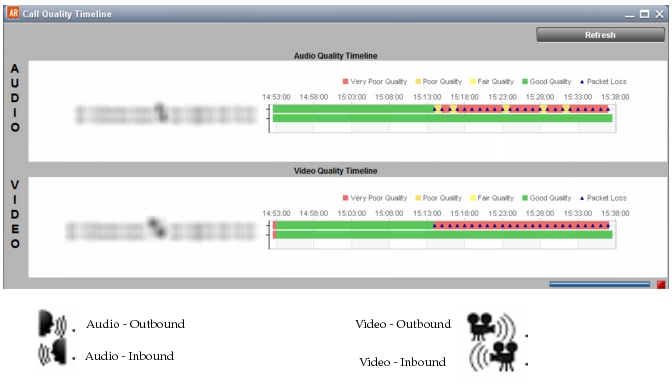 AR Call Quality Timeline
Refresh
Audio Quality Timeline
AUDIO
Very Poor Quality Poor Quality Fair Quality Good Quality Packet Loss
14:53:00 14:58:00 15:03:00 15:08:00 15:13:00 15:18:00 15:23:00 15:28:00 15:33:00 15:38:00
Video Quality Timeline
VIDEO
Very Poor Quality Poor Quality Fair Quality Good Quality Packet Loss
14:53:00 14:58:00 15:03:00 15:08:00 15:13:00 15:18:00 15:23:00 15:28:00 15:33:00 15:38:00
. Audio - Outbound
Video - Outbound .
. Audio - Inbound
Video - Inbound .